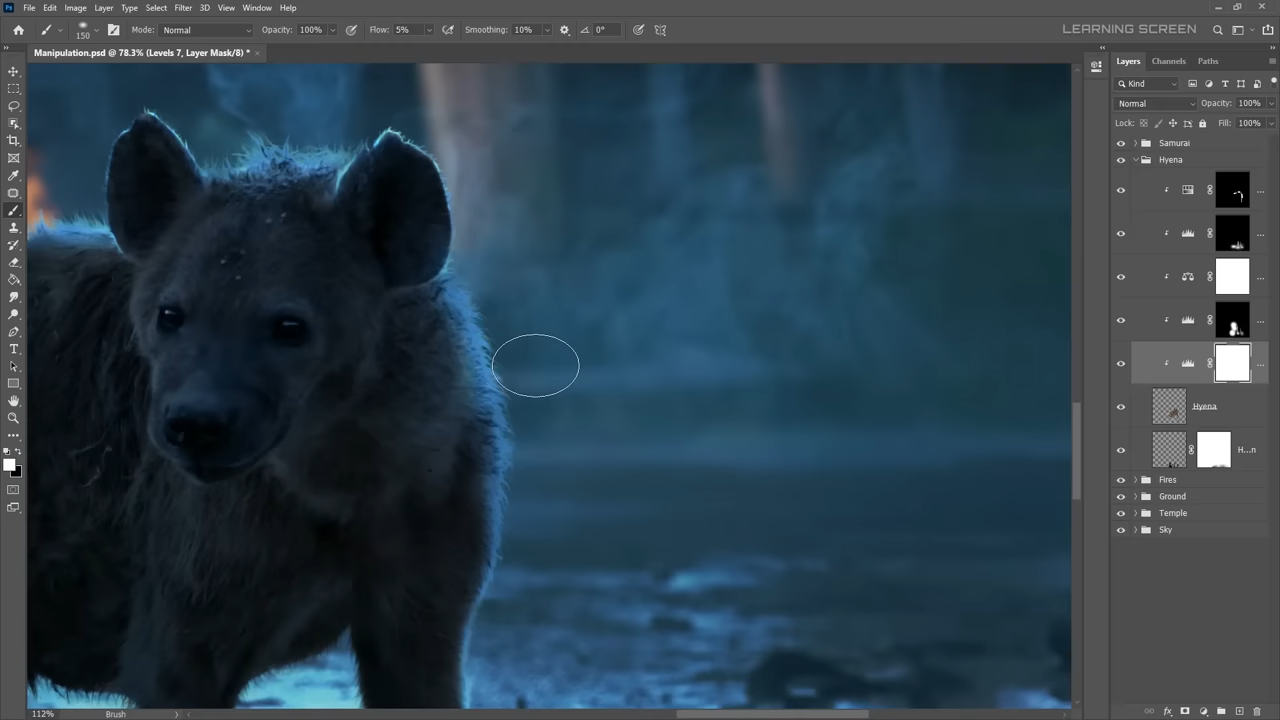 Ps File Edit Image Layer Type Select Filter 3D View Window Help
150 Mode: Normal Opacity: 100% Flow: 5% Smoothing: 10% 0° LEARNING SCREEN
Manipulation.psd @ 78.3% (Levels 7, Layer Mask/8) * ×
Layers Channels Paths
Kind
Normal Opacity: 100%
Lock: Fill: 100%
Samurai
Hyena
...
...
...
...
...
Hyena
H...n
Fires
Ground
Temple
Sky
112% Brush